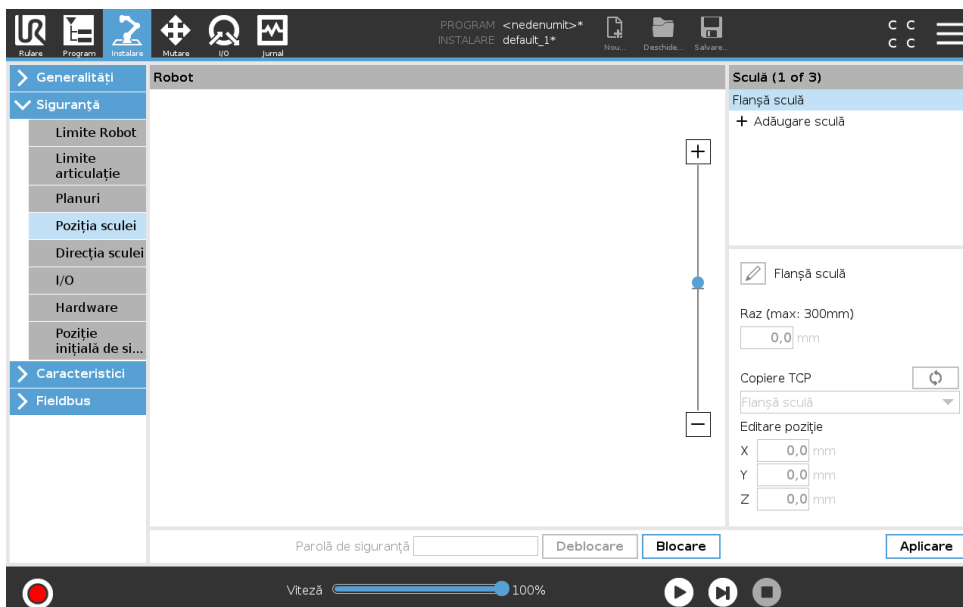 PROGRAM <nedenumit>*
INSTALARE default_1*
Rulare Program Instalare Mutare I/O Jurnal
Nou... Deschide... Salvare...
C C
C C
Generalități
Siguranță
Limite Robot
Limite
articulație
Planuri
Poziția sculei
Direcția sculei
I/O
Hardware
Poziție
inițială de si...
Caracteristici
Fieldbus
Robot
+
−
Sculă (1 of 3)
Flanșă sculă
+ Adăugare sculă
Flanșă sculă
Raz (max: 300mm)
0,0 mm
Copiere TCP
Flanșă sculă
Editare poziție
X 0,0 mm
Y 0,0 mm
Z 0,0 mm
Parolă de siguranță Deblocare Blocare Aplicare
Viteză 100%